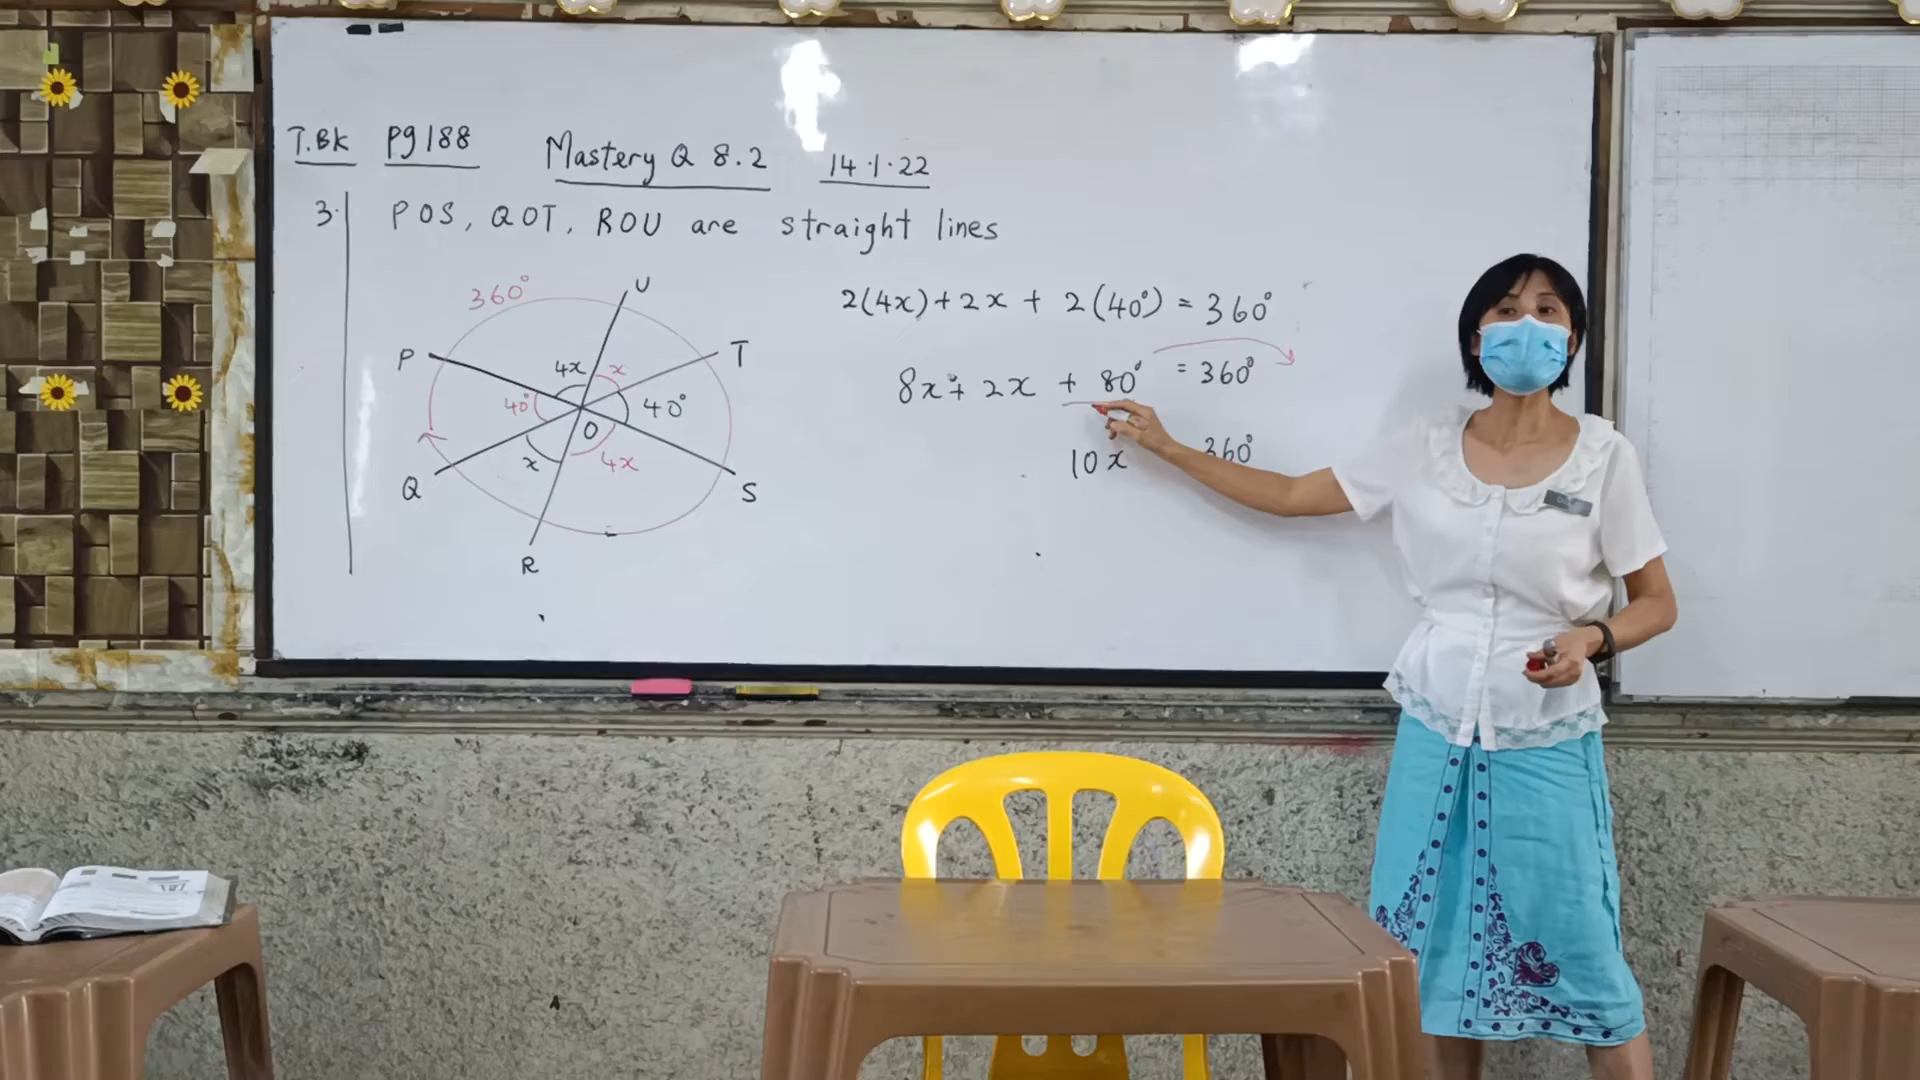 T.BK Pg 188 Mastery Q 8.2 14.1.22
3. POS, QOT, ROU are straight lines
360°
U
P
T
4x x
40° 40°
O
x 4x
Q
S
R
2(4x) + 2x + 2(40°) = 360°
8x + 2x + 80° = 360°
10x 360°